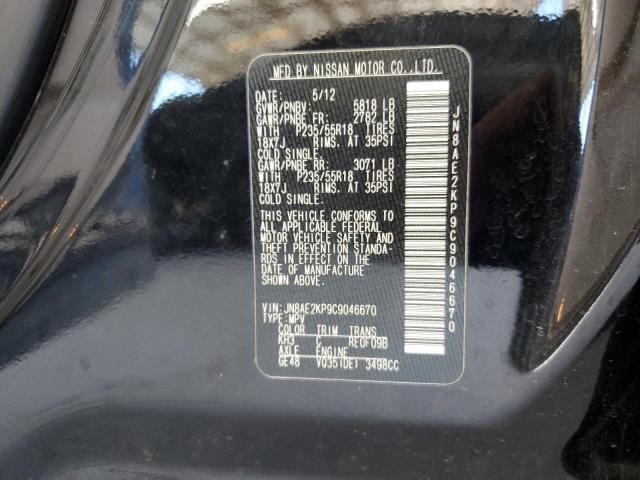 MFD BY NISSAN MOTOR CO.,LTD.
DATE: 5/12
GVWR/PNBV: 5818 LB
GAWR/PNBE FR: 2782 LB
WITH P235/55R18 TIRES
18X7J RIMS. AT 35PSI
COLD SINGLE.
GAWR/PNBE RR: 3071 LB
WITH P235/55R18 TIRES
18X7J RIMS. AT 35PSI
COLD SINGLE.
THIS VEHICLE CONFORMS TO
ALL APPLICABLE FEDERAL
MOTOR VEHICLE SAFETY AND
THEFT PREVENTION STANDA-
RDS IN EFFECT ON THE
DATE OF MANUFACTURE
SHOWN ABOVE.
VIN: JN8AE2KP9C9046670
TYPE: MPV
COLOR TRIM TRANS
KH3 C RE0F09B
AXLE ENGINE
GE48 VQ35(DE) 3498CC
JN8AE2KP9C9046670